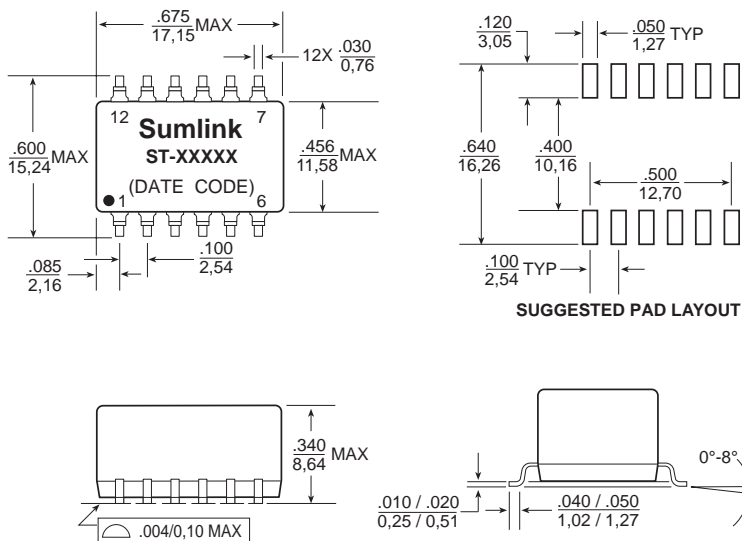 .675
17,15 MAX
12X .030
0,76
12 7
Sumlink
ST-XXXXX
(DATE CODE)
1 6
.600
15,24 MAX
.456
11,58 MAX
.085
2,16
.100
2,54
.120
3,05
.050
1,27 TYP
.640
16,26
.400
10,16
.500
12,70
.100
2,54 TYP
SUGGESTED PAD LAYOUT
.340
8,64 MAX
.004/0,10 MAX
0°-8°
.010 / .020
0,25 / 0,51
.040 / .050
1,02 / 1,27